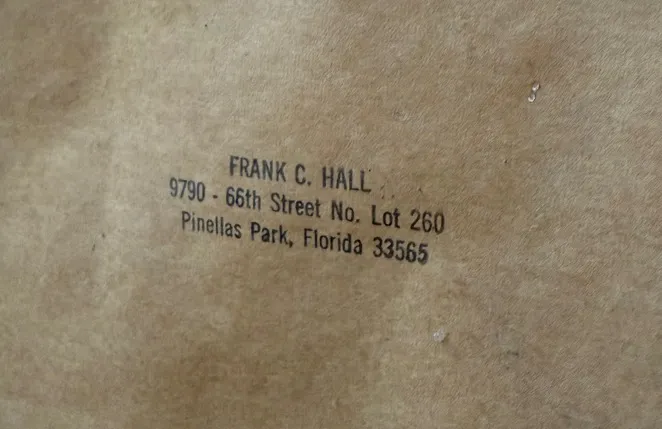 FRANK C. HALL
9790 - 66th Street No. Lot 260
Pinellas Park, Florida 33565